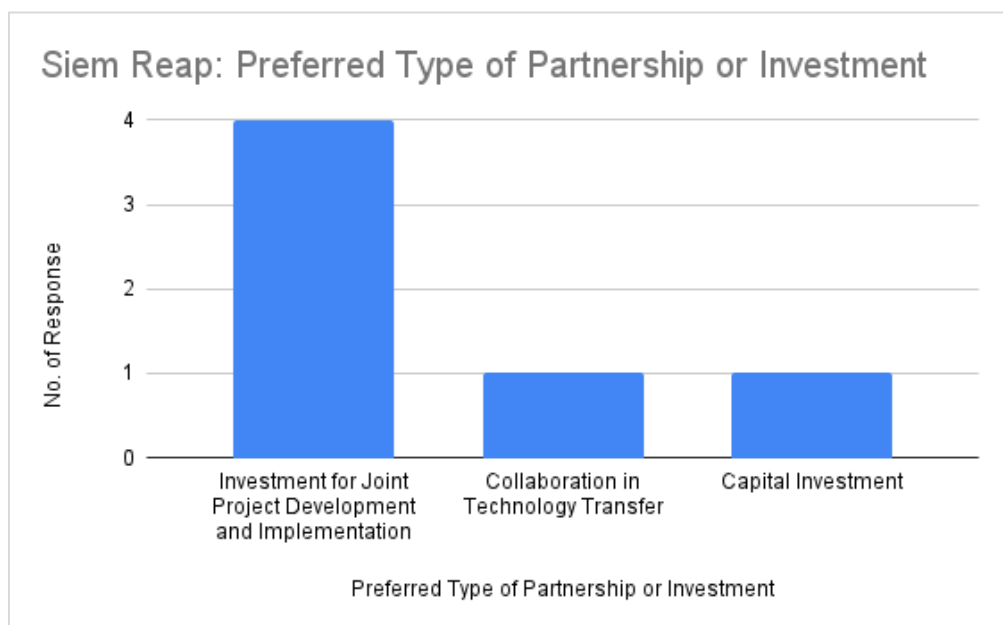 Siem Reap: Preferred Type of Partnership or Investment
4
3
2
1
0
No. of Response
Investment for Joint
Project Development
and Implementation
Collaboration in
Technology Transfer
Capital Investment
Preferred Type of Partnership or Investment